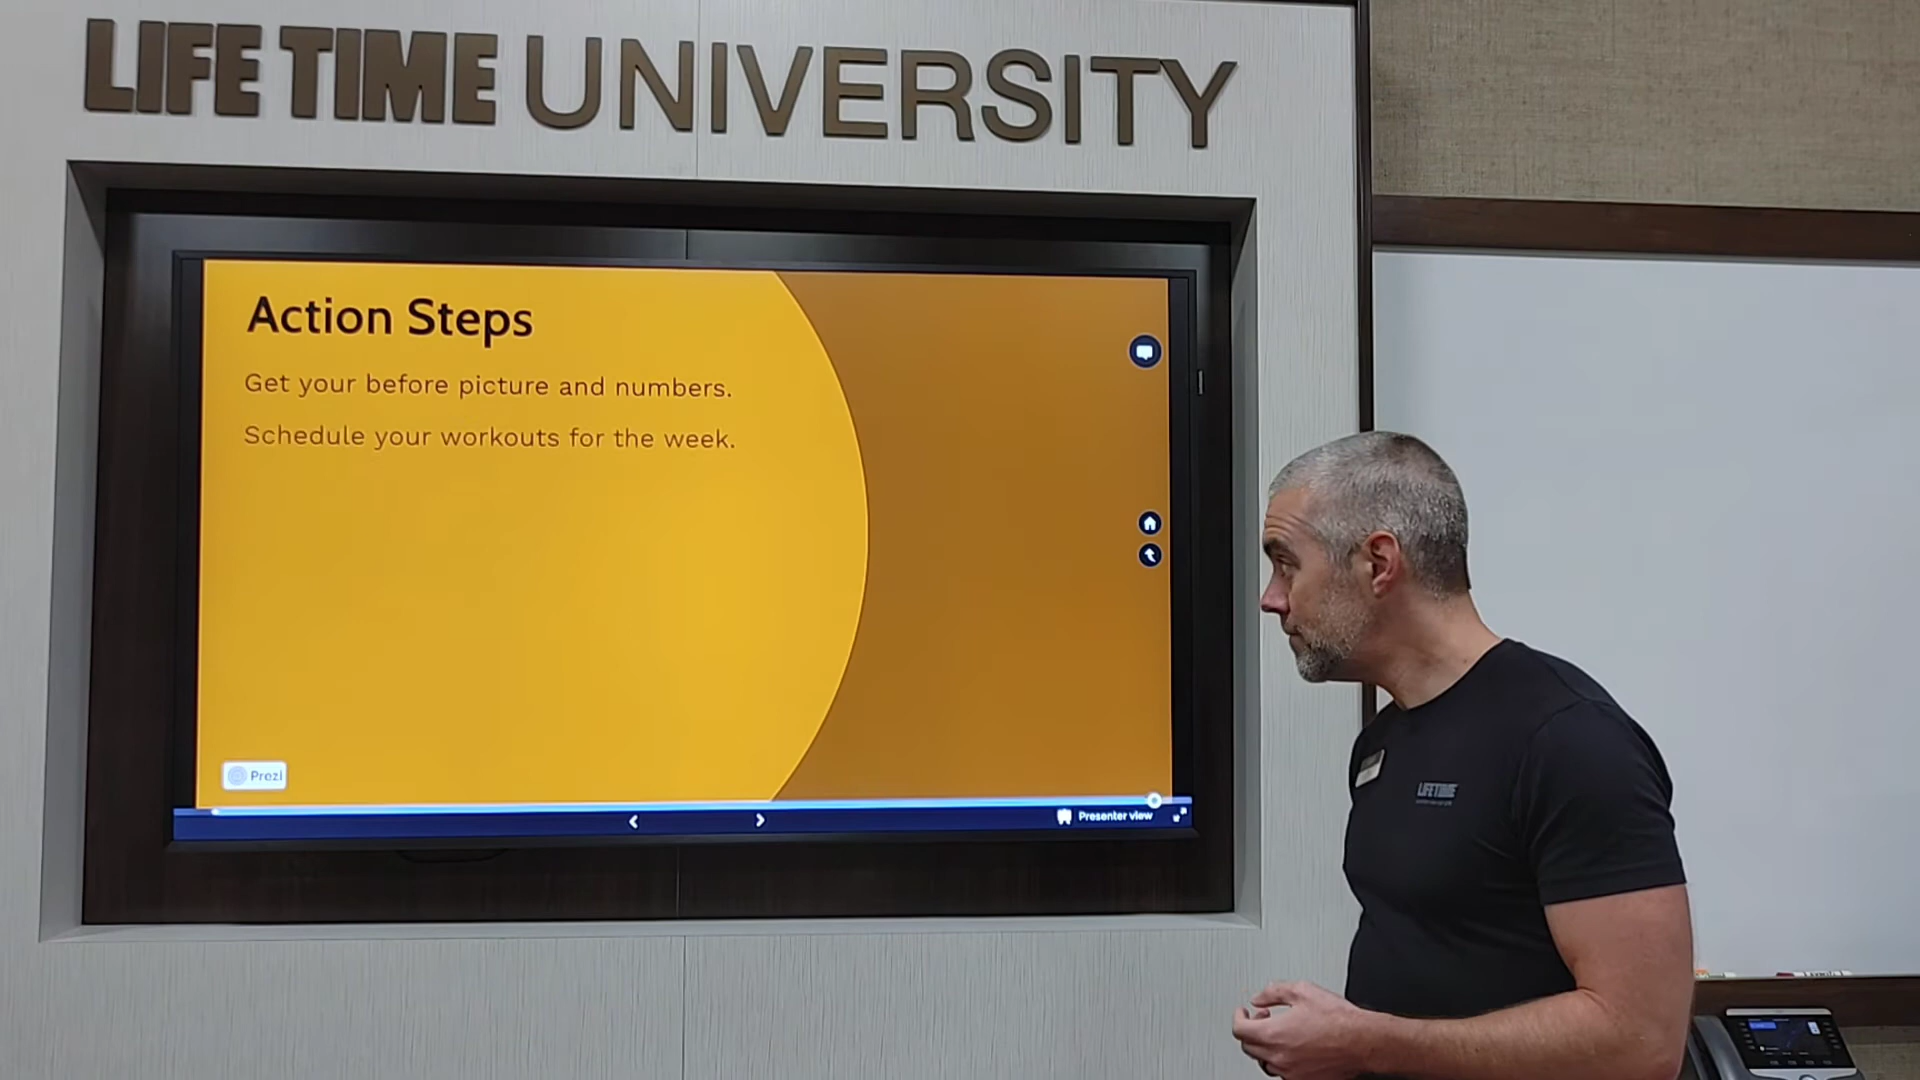 LIFE TIME UNIVERSITY
Action Steps
Get your before picture and numbers.
Schedule your workouts for the week.
Prezi
Presenter view
LIFETIME